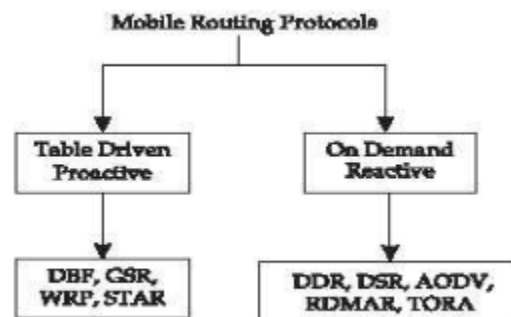 Mobile Routing Protocols
Table Driven
Proactive
On Demand
Reactive
DBF, GSR,
WRP, STAR
DDR, DSR, AODV,
RDMAR, TORA